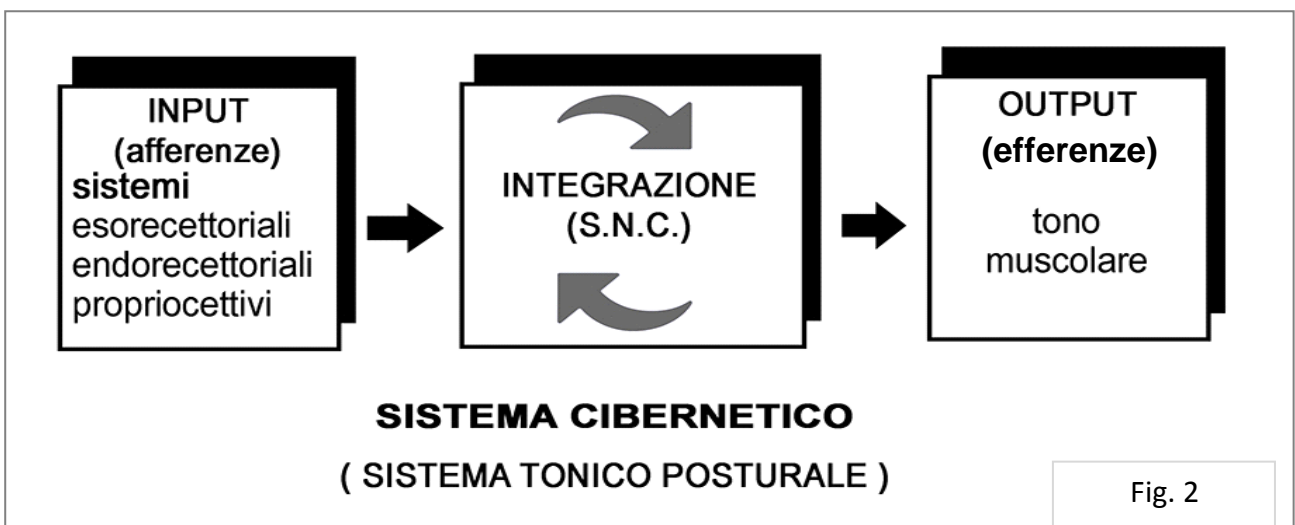 INPUT
(afferenze)
sistemi
esorecettoriali
endorecettoriali
propriocettivi
INTEGRAZIONE
(S.N.C.)
OUTPUT
(efferenze)
tono
muscolare
SISTEMA CIBERNETICO
( SISTEMA TONICO POSTURALE )
Fig. 2